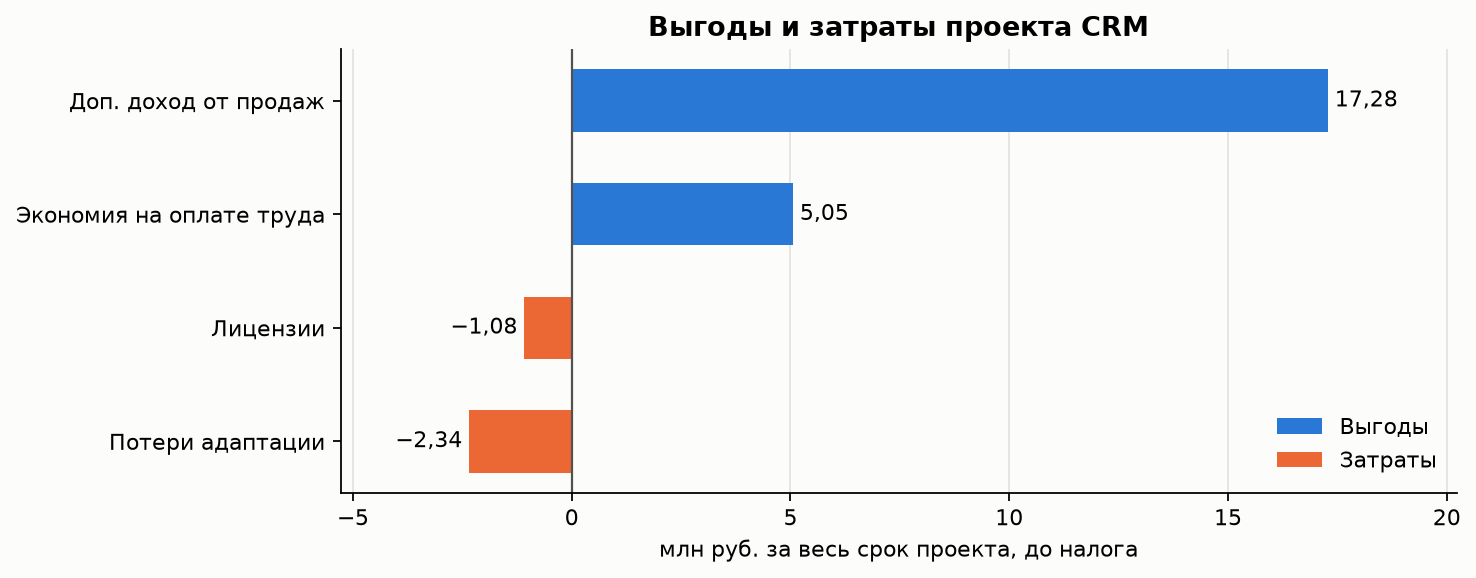 Выгоды и затраты проекта CRM
Доп. доход от продаж
17,28
Экономия на оплате труда
5,05
Лицензии
−1,08
Потери адаптации
−2,34
Выгоды
Затраты
−5 0 5 10 15 20
млн руб. за весь срок проекта, до налога